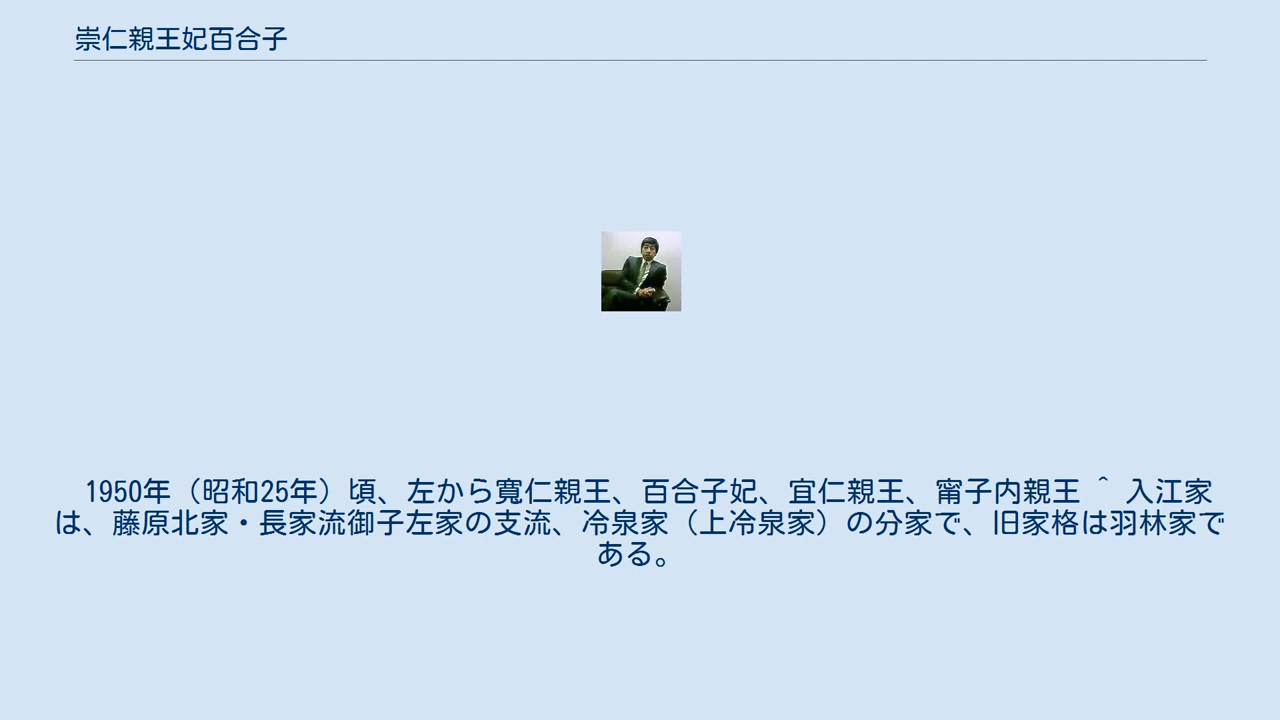 崇仁親王妃百合子
1950年（昭和25年）頃、左から寬仁親王、百合子妃、宜仁親王、甯子内親王 ^ 入江家
は、藤原北家・長家流御子左家の支流、冷泉家（上冷泉家）の分家で、旧家格は羽林家で
ある。